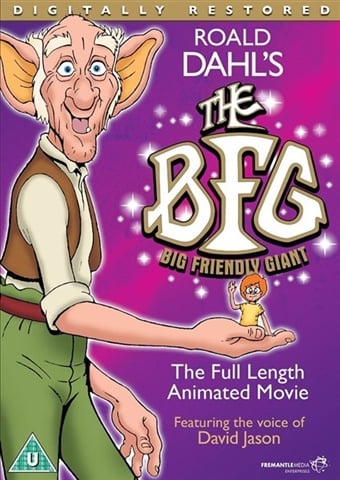 DIGITALLY RESTORED
ROALD
DAHL'S
THE
BFG
BIG FRIENDLY GIANT
The Full Length
Animated Movie
Featuring the voice of
David Jason
U
FREMANTLEMEDIA
ENTERPRISES